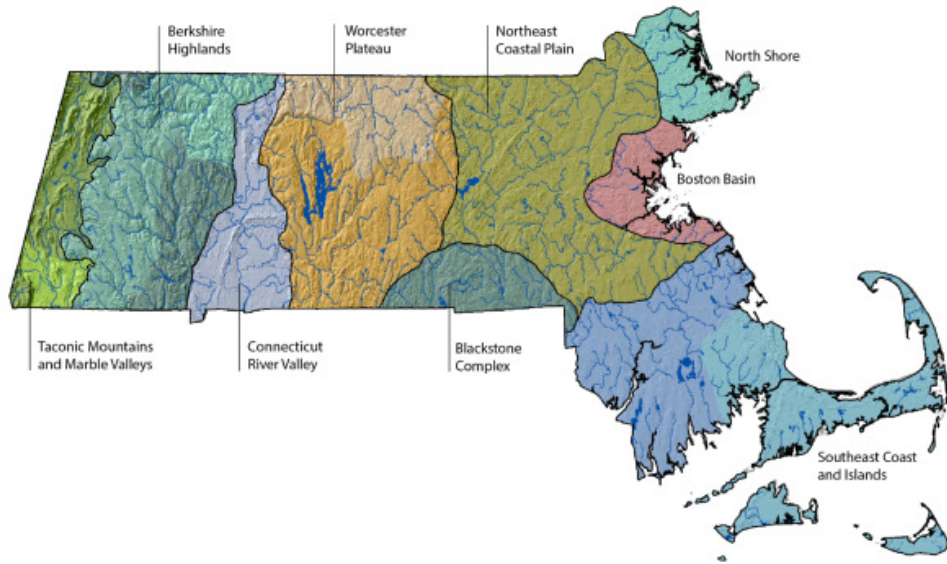 Berkshire
Highlands
Worcester
Plateau
Northeast
Coastal Plain
North Shore
Boston Basin
Taconic Mountains
and Marble Valleys
Connecticut
River Valley
Blackstone
Complex
Southeast Coast
and Islands